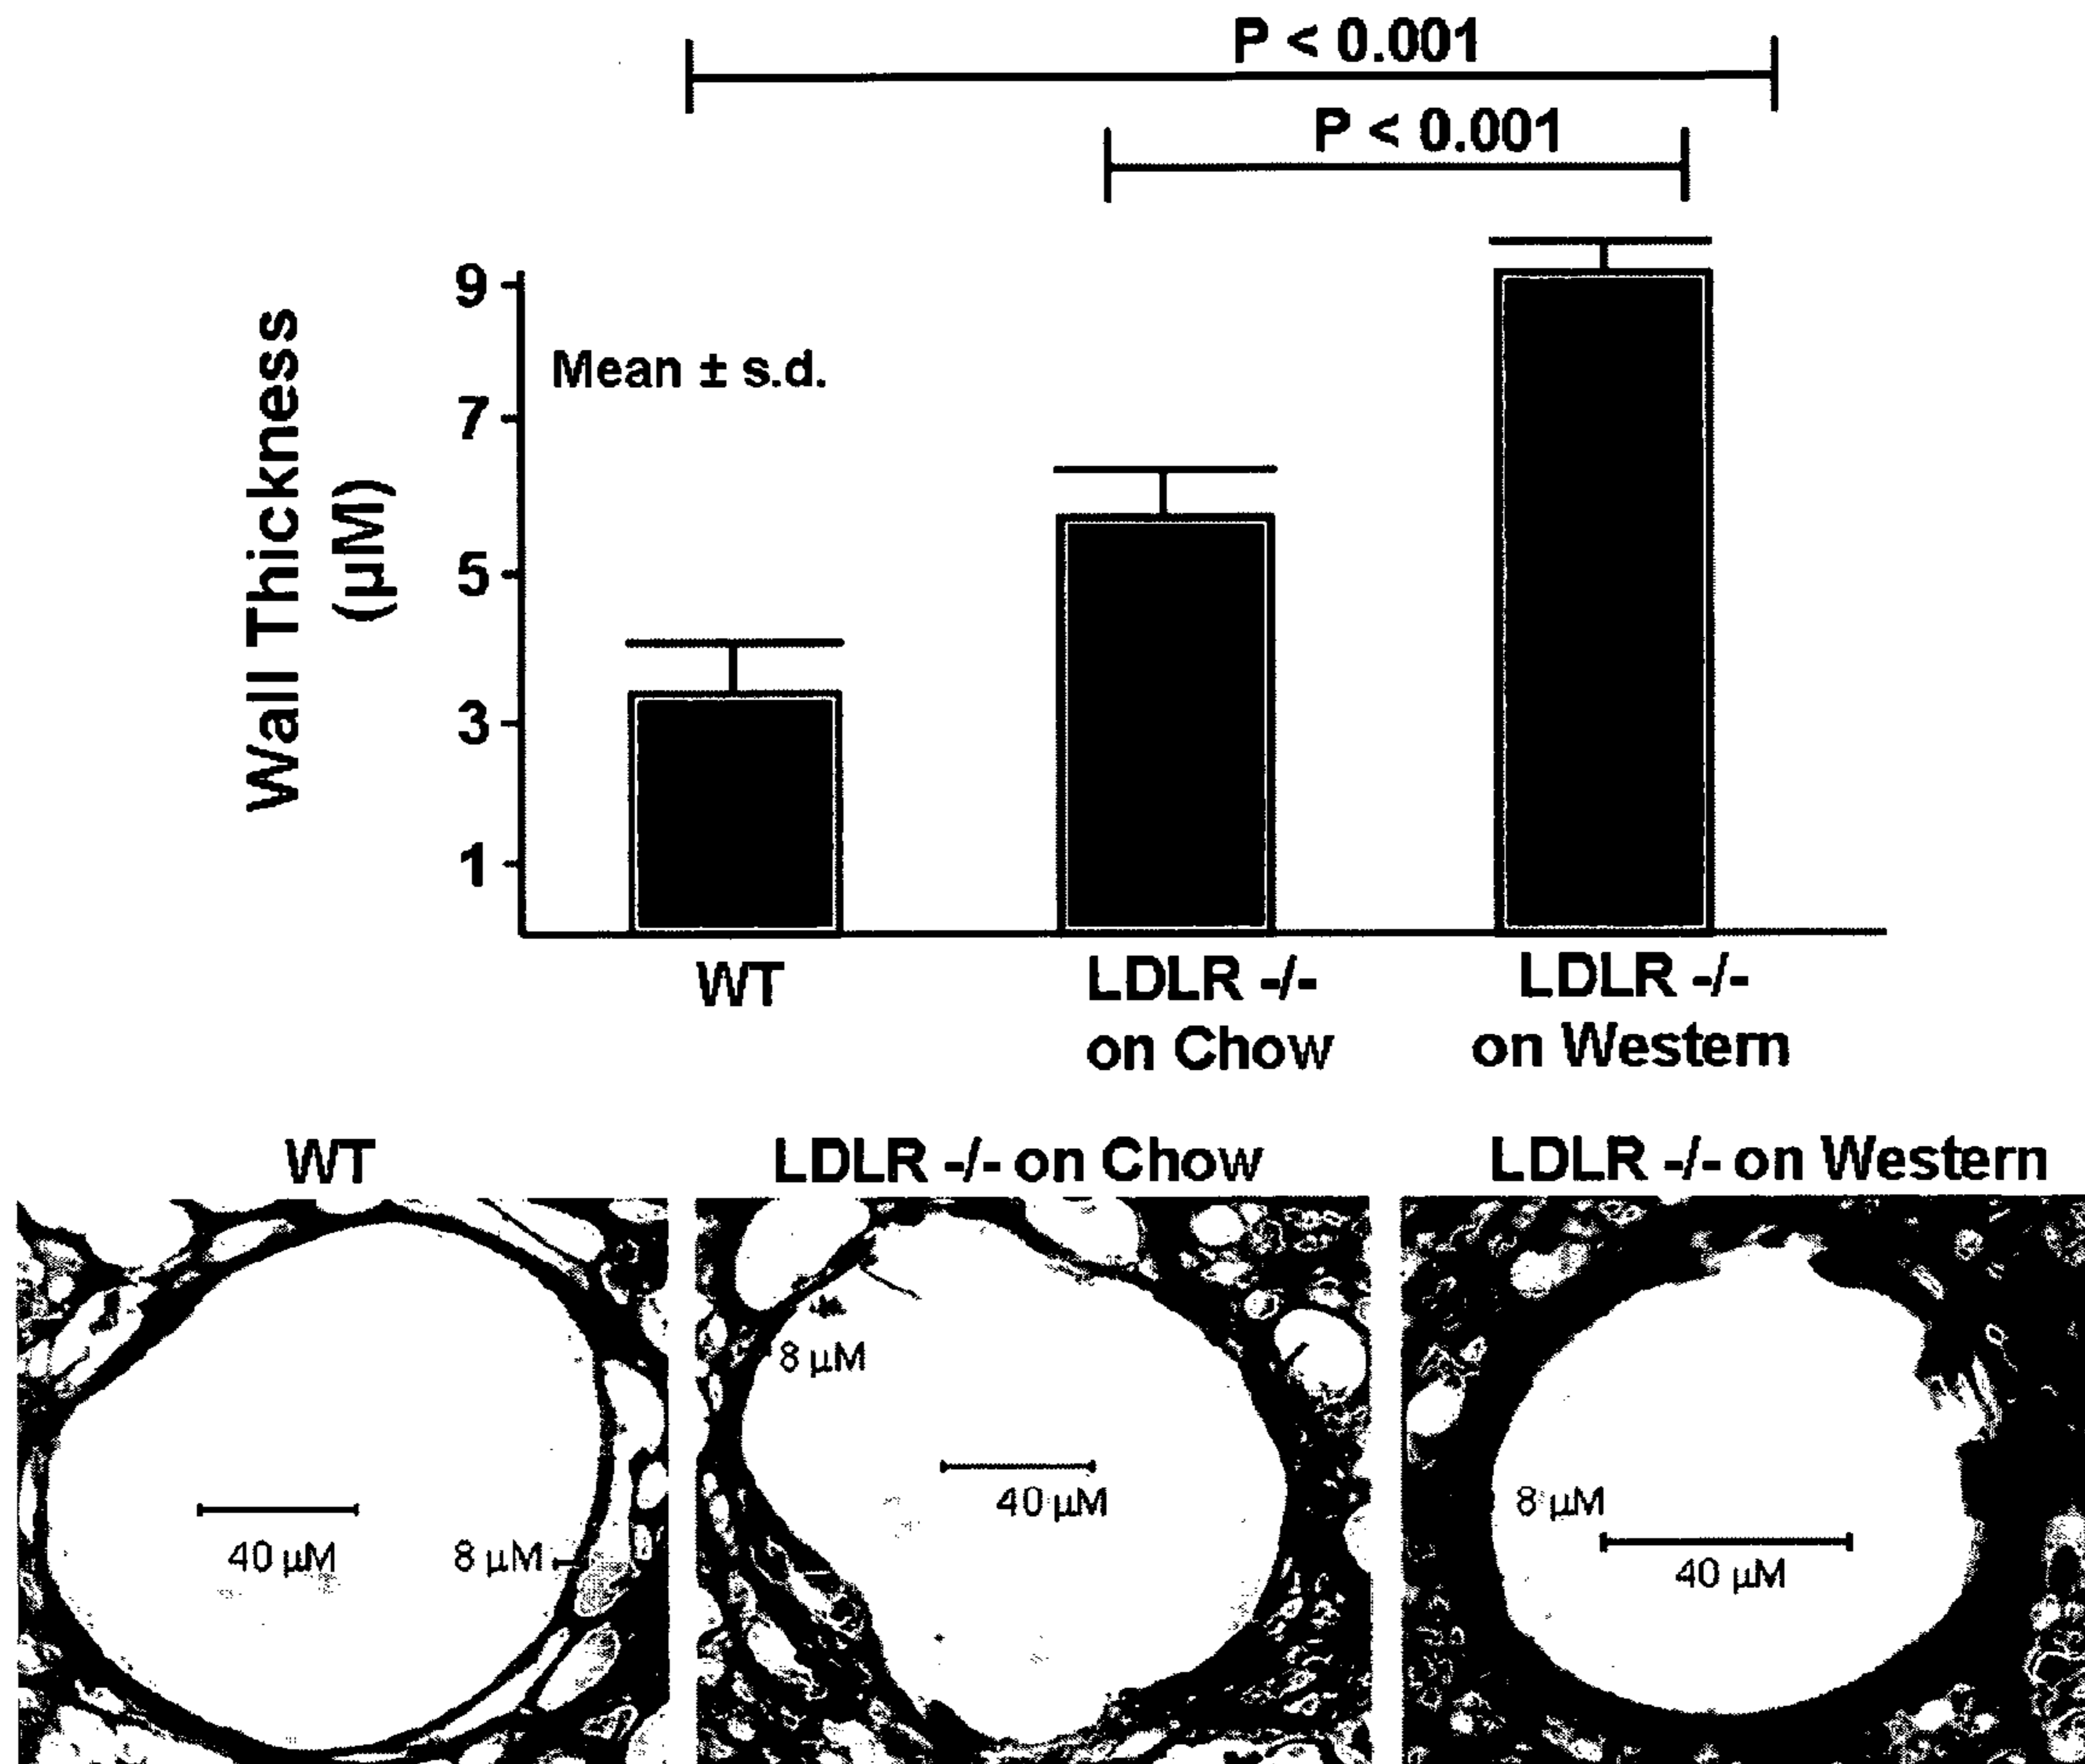 P < 0.001
P < 0.001
9
7
5
3
1
Wall Thickness
(µM)
Mean ± s.d.
WT
LDLR -/-
on Chow
LDLR -/-
on Western
WT
LDLR -/- on Chow
LDLR -/- on Western
40 µM
8 µM
8 µM
40 µM
8 µM
40 µM